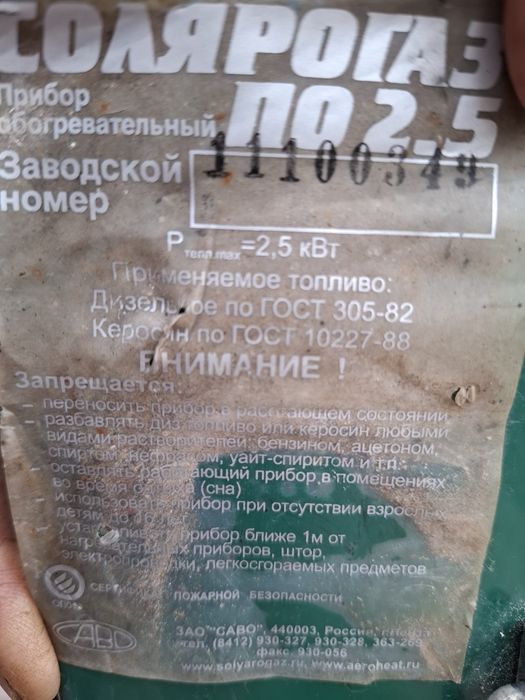 СОЛЯРОГАЗ
Прибор
обогревательный
ПО 2.5
Заводской
номер
11100349
Pтепл.max=2,5 кВт
Применяемое топливо:
Дизельное по ГОСТ 305-82
Керосин по ГОСТ 10227-88
ВНИМАНИЕ !
Запрещается:
- переносить прибор в работающем состоянии
- разбавлять диз.топливо или керосин любыми
видами растворителей: бензином, ацетоном,
спиртом, нефрасом, уайт-спиритом и т.п.
- оставлять работающий прибор в помещениях
во время отдыха (сна)
использовать прибор при отсутствии взрослых
детям до
устанавливать прибор ближе 1м от
нагревательных приборов, штор,
электропроводки, легкосгораемых предметов
ПОЖАРНОЙ БЕЗОПАСНОСТИ
САВО
ЗАО "САВО", 440003, Россия,
тел. (8412) 930-327, 930-328,
факс. 930-056
www.solyarogaz.ru, www.aeroheat.ru